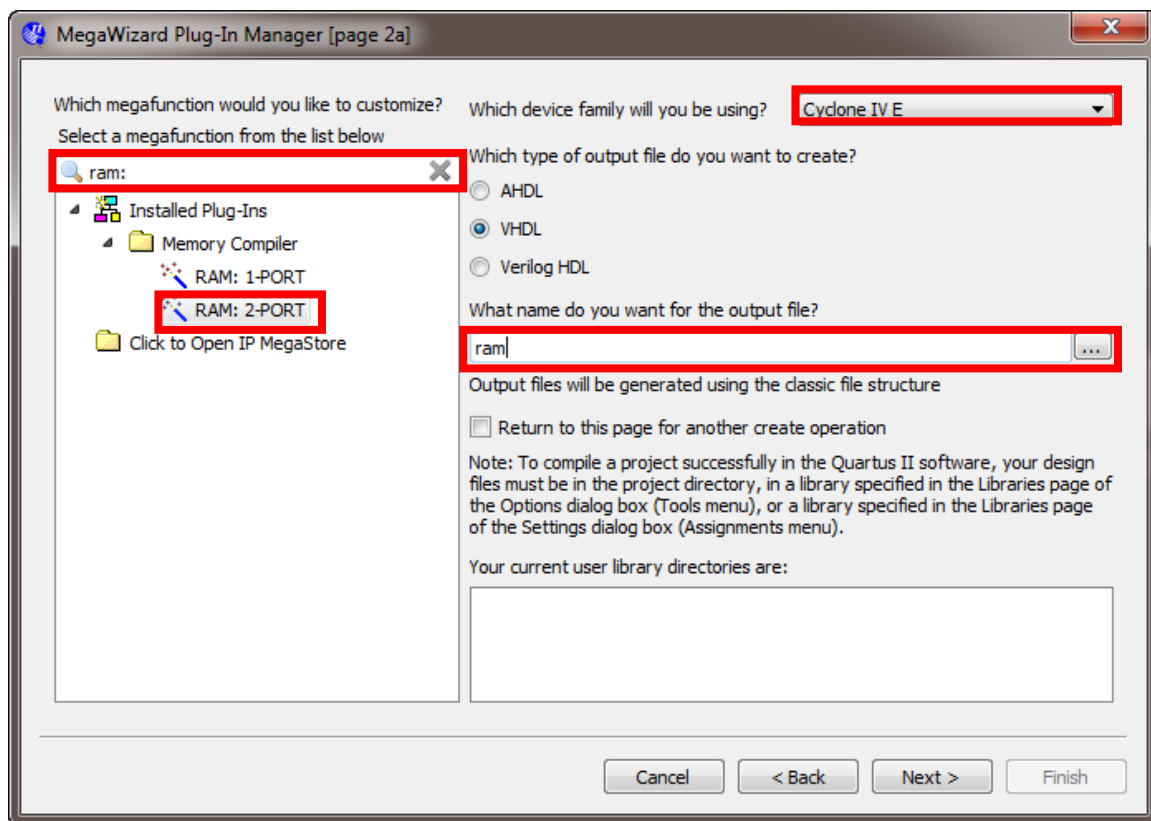 MegaWizard Plug-In Manager [page 2a]
Which megafunction would you like to customize?
Select a megafunction from the list below
ram:
Installed Plug-Ins
Memory Compiler
RAM: 1-PORT
RAM: 2-PORT
Click to Open IP MegaStore
Which device family will you be using?
Cyclone IV E
Which type of output file do you want to create?
AHDL
VHDL
Verilog HDL
What name do you want for the output file?
ram
...
Output files will be generated using the classic file structure
Return to this page for another create operation
Note: To compile a project successfully in the Quartus II software, your design
files must be in the project directory, in a library specified in the Libraries page of
the Options dialog box (Tools menu), or a library specified in the Libraries page
of the Settings dialog box (Assignments menu).
Your current user library directories are:
Cancel
< Back
Next >
Finish